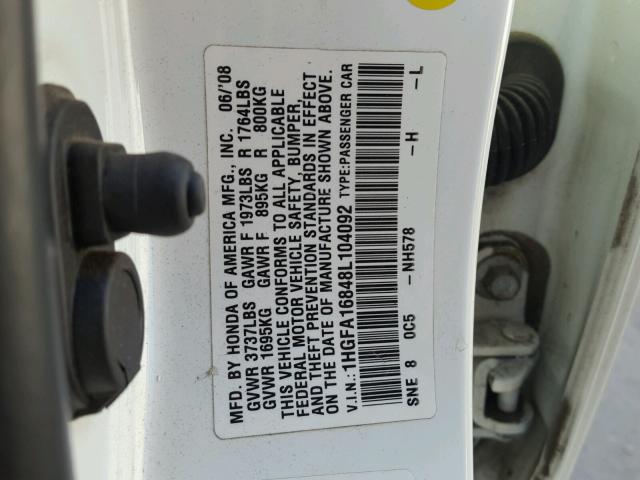 MFD. BY HONDA OF AMERICA MFG., INC. 06/'08
GVWR 3737LBS GAWR F 1973LBS R 1764LBS
GVWR 1695KG GAWR F 895KG R 800KG
THIS VEHICLE CONFORMS TO ALL APPLICABLE
FEDERAL MOTOR VEHICLE SAFETY, BUMPER,
AND THEFT PREVENTION STANDARDS IN EFFECT
ON THE DATE OF MANUFACTURE SHOWN ABOVE.
V.I.N.: 1HGFA16848L104092 TYPE:PASSENGER CAR
SNE 8 0C5 -NH578 -H -L